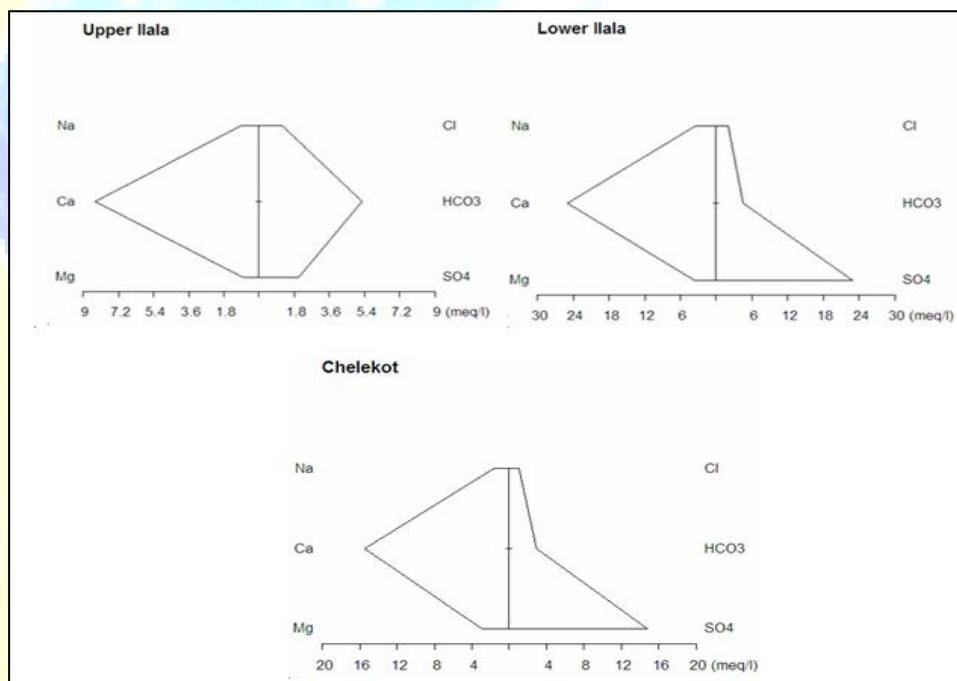 Upper Ilala
Na Cl
Ca HCO3
Mg SO4
9 7.2 5.4 3.6 1.8 1.8 3.6 5.4 7.2 9 (meq/l)
Lower Ilala
Na Cl
Ca HCO3
Mg SO4
30 24 18 12 6 6 12 18 24 30 (meq/l)
Chelekot
Na Cl
Ca HCO3
Mg SO4
20 16 12 8 4 4 8 12 16 20 (meq/l)